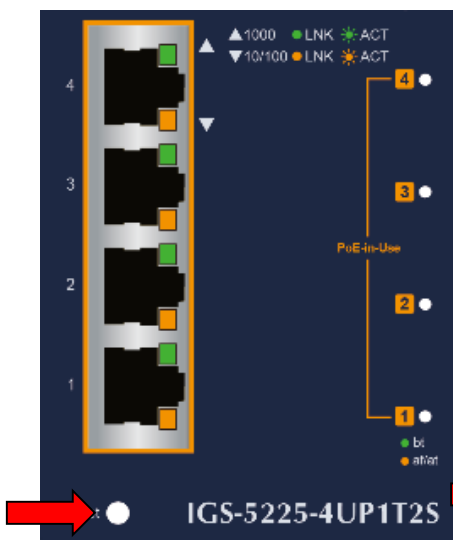 ▲1000 ● LNK ☀ ACT
▼10/100 ● LNK ☀ ACT
4
4
3
3
PoE-in-Use
2
2
1
1
● bt
● af/at
IGS-5225-4UP1T2S